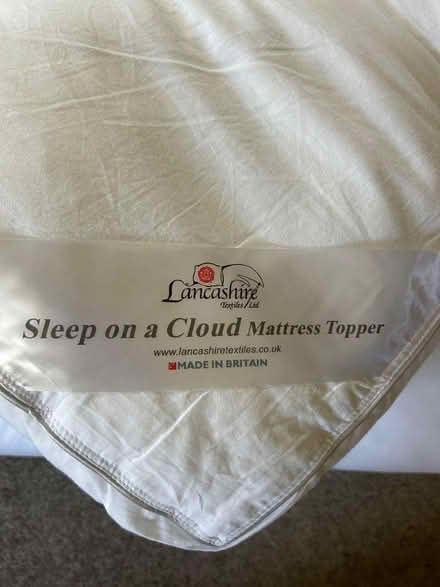 Lancashire
Textiles Ltd
Sleep on a Cloud Mattress Topper
www.lancashiretextiles.co.uk
MADE IN BRITAIN